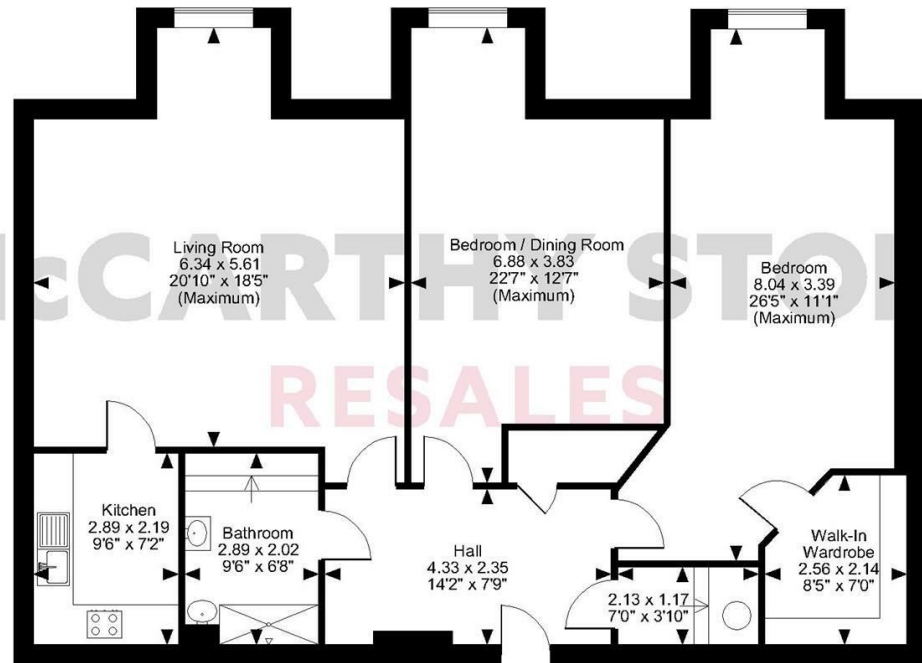 Living Room
6.34 x 5.61
20'10" x 18'5"
(Maximum)
Bedroom / Dining Room
6.88 x 3.83
22'7" x 12'7"
(Maximum)
Bedroom
8.04 x 3.39
26'5" x 11'1"
(Maximum)
McCARTHY STON
RESALES
Kitchen
2.89 x 2.19
9'6" x 7'2"
Bathroom
2.89 x 2.02
9'6" x 6'8"
Hall
4.33 x 2.35
14'2" x 7'9"
2.13 x 1.17
7'0" x 3'10"
Walk-In
Wardrobe
2.56 x 2.14
8'5" x 7'0"